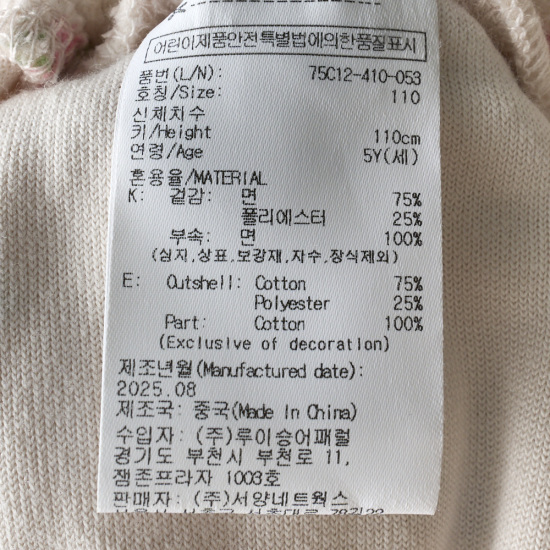 어린이제품안전특별법에의한품질표시
품번(L/N): 75C12-410-053
호칭/Size: 110
신체치수
키/Height 110cm
연령/Age 5Y(세)
혼용율/MATERIAL
K: 겉감: 면 75%
폴리에스터 25%
부속: 면 100%
(심지,상표,보강재,자수,장식제외)
E: Outshell: Cotton 75%
Polyester 25%
Part: Cotton 100%
(Exclusive of decoration)
제조년월(Manufactured date):
2025.08
제조국: 중국(Made In China)
수입자: (주)루이승어패럴
경기도 부천시 부천로 11,
잼존프라자 1003호
판매자: (주)서양네트웍스